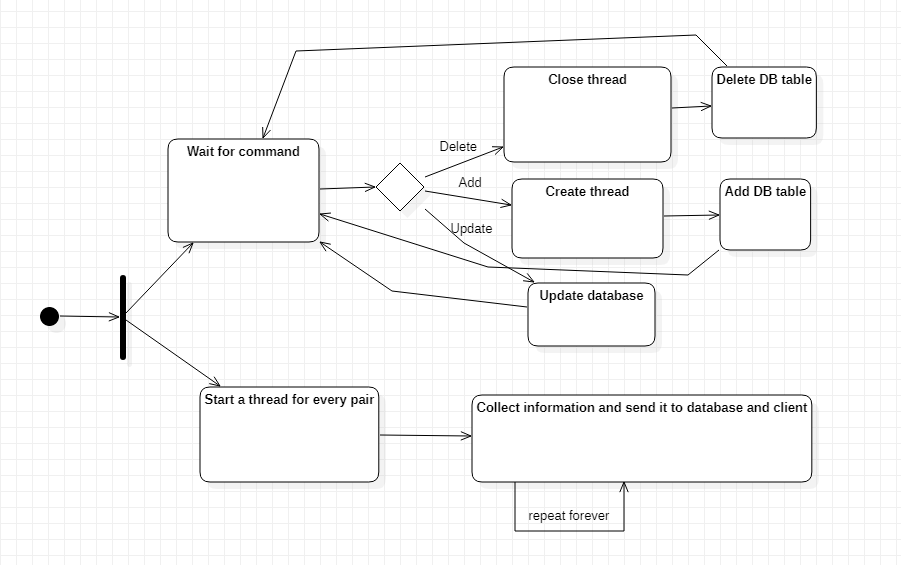 Close thread
Delete DB table
Wait for command
Delete
Add
Create thread
Add DB table
Update
Update database
Start a thread for every pair
Collect information and send it to database and client
repeat forever